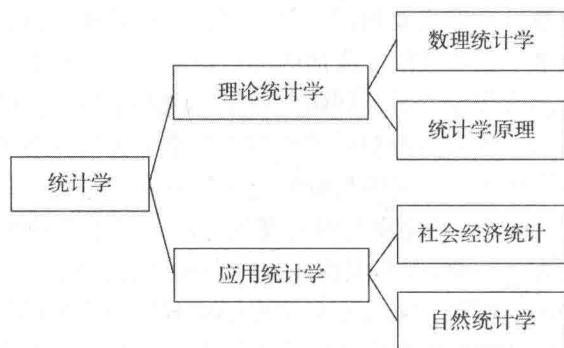 数理统计学
理论统计学
统计学原理
统计学
社会经济统计
应用统计学
自然统计学